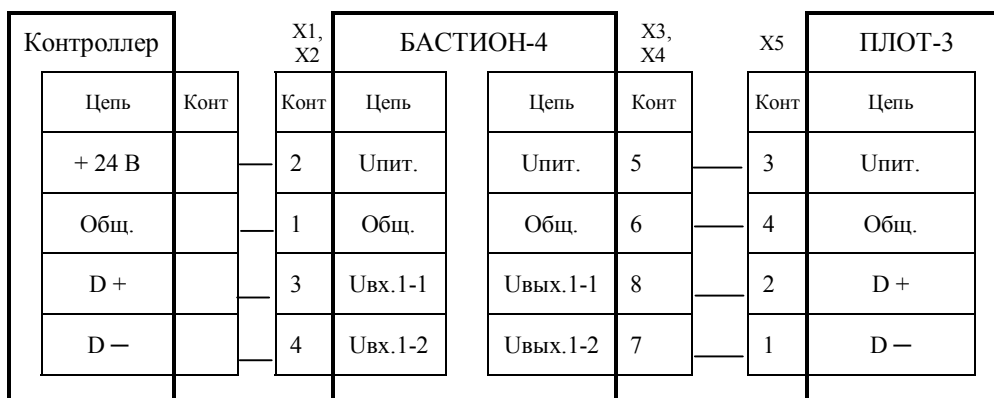 Контроллер X1, X2 БАСТИОН-4 X3, X4 X5 ПЛОТ-3
Цепь Конт Конт Цепь Цепь Конт Конт Цепь
+ 24 В 2 Uпит. Uпит. 5 3 Uпит.
Общ. 1 Общ. Общ. 6 4 Общ.
D + 3 Uвх.1-1 Uвых.1-1 8 2 D +
D — 4 Uвх.1-2 Uвых.1-2 7 1 D —